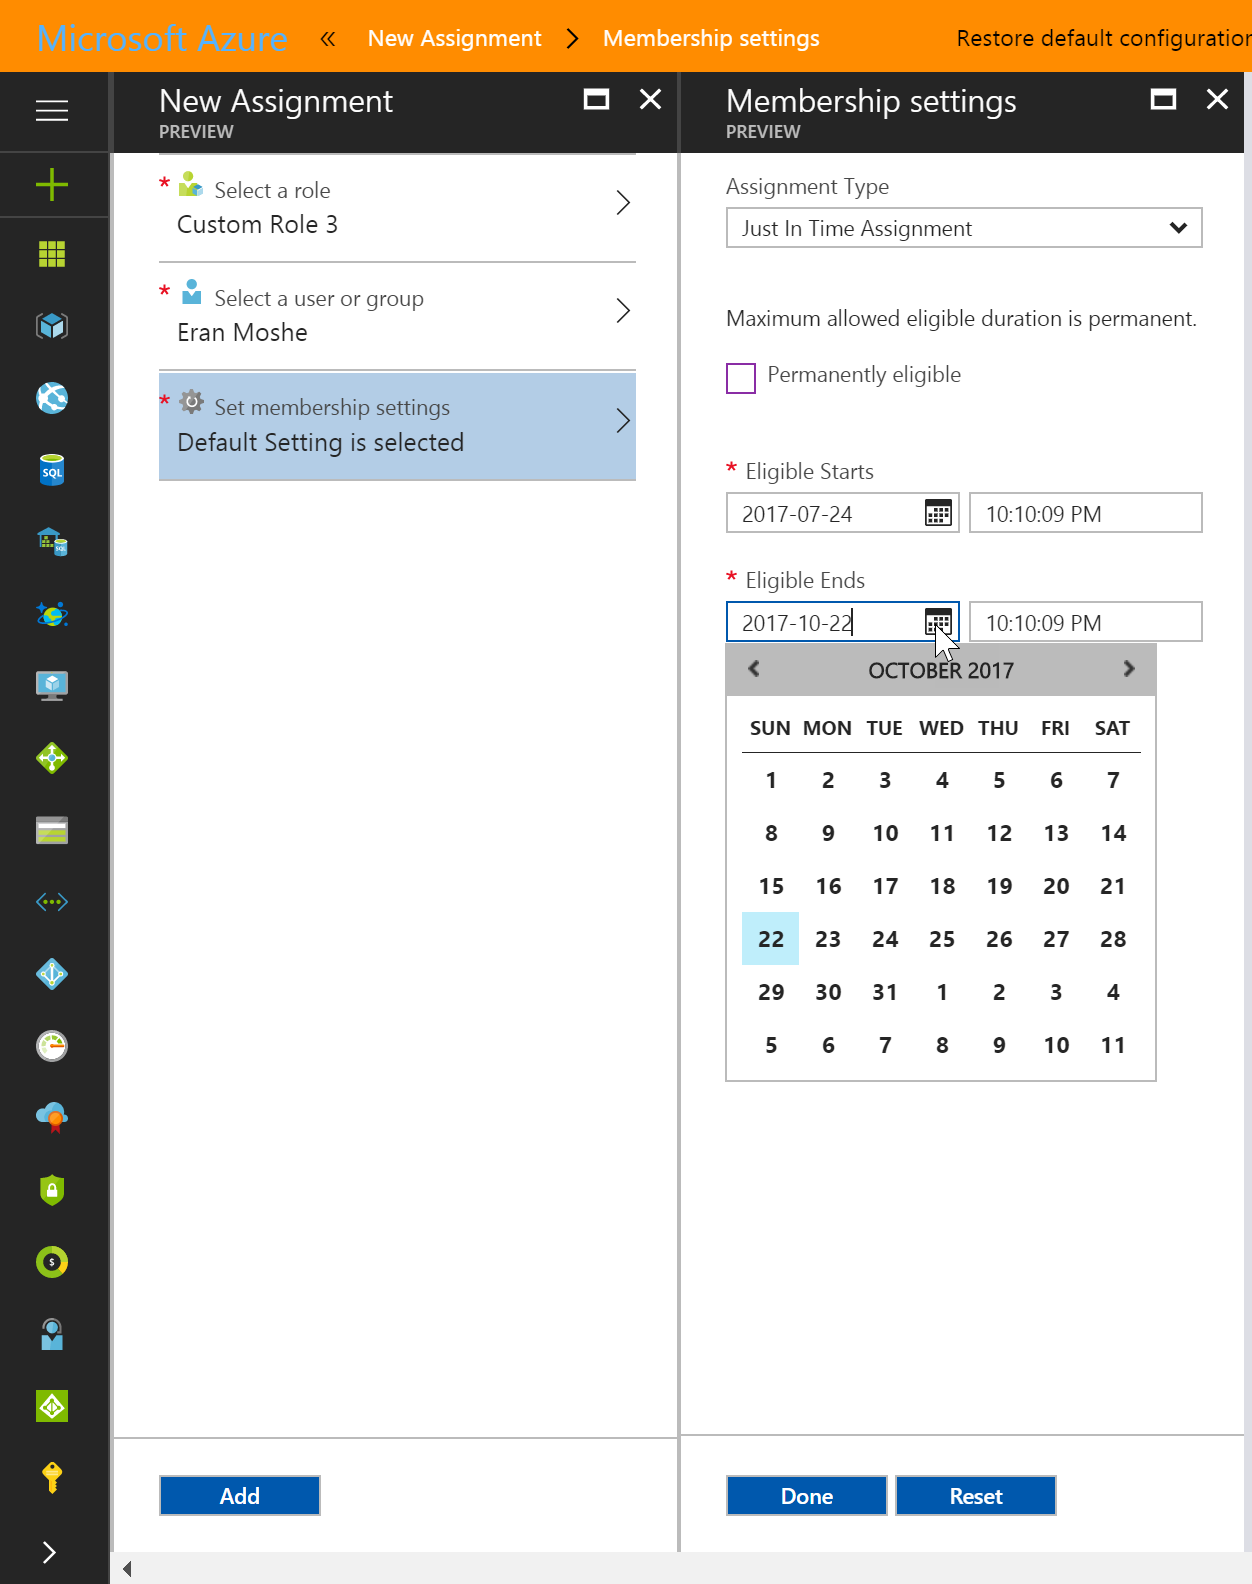 Microsoft Azure « New Assignment > Membership settings Restore default configuration
New Assignment
PREVIEW
* Select a role
Custom Role 3
* Select a user or group
Eran Moshe
* Set membership settings
Default Setting is selected
Add
Membership settings
PREVIEW
Assignment Type
Just In Time Assignment
Maximum allowed eligible duration is permanent.
Permanently eligible
* Eligible Starts
2017-07-24 10:10:09 PM
* Eligible Ends
2017-10-22 10:10:09 PM
OCTOBER 2017
SUN MON TUE WED THU FRI SAT
1 2 3 4 5 6 7
8 9 10 11 12 13 14
15 16 17 18 19 20 21
22 23 24 25 26 27 28
29 30 31 1 2 3 4
5 6 7 8 9 10 11
Done Reset
SQL
SQL
$